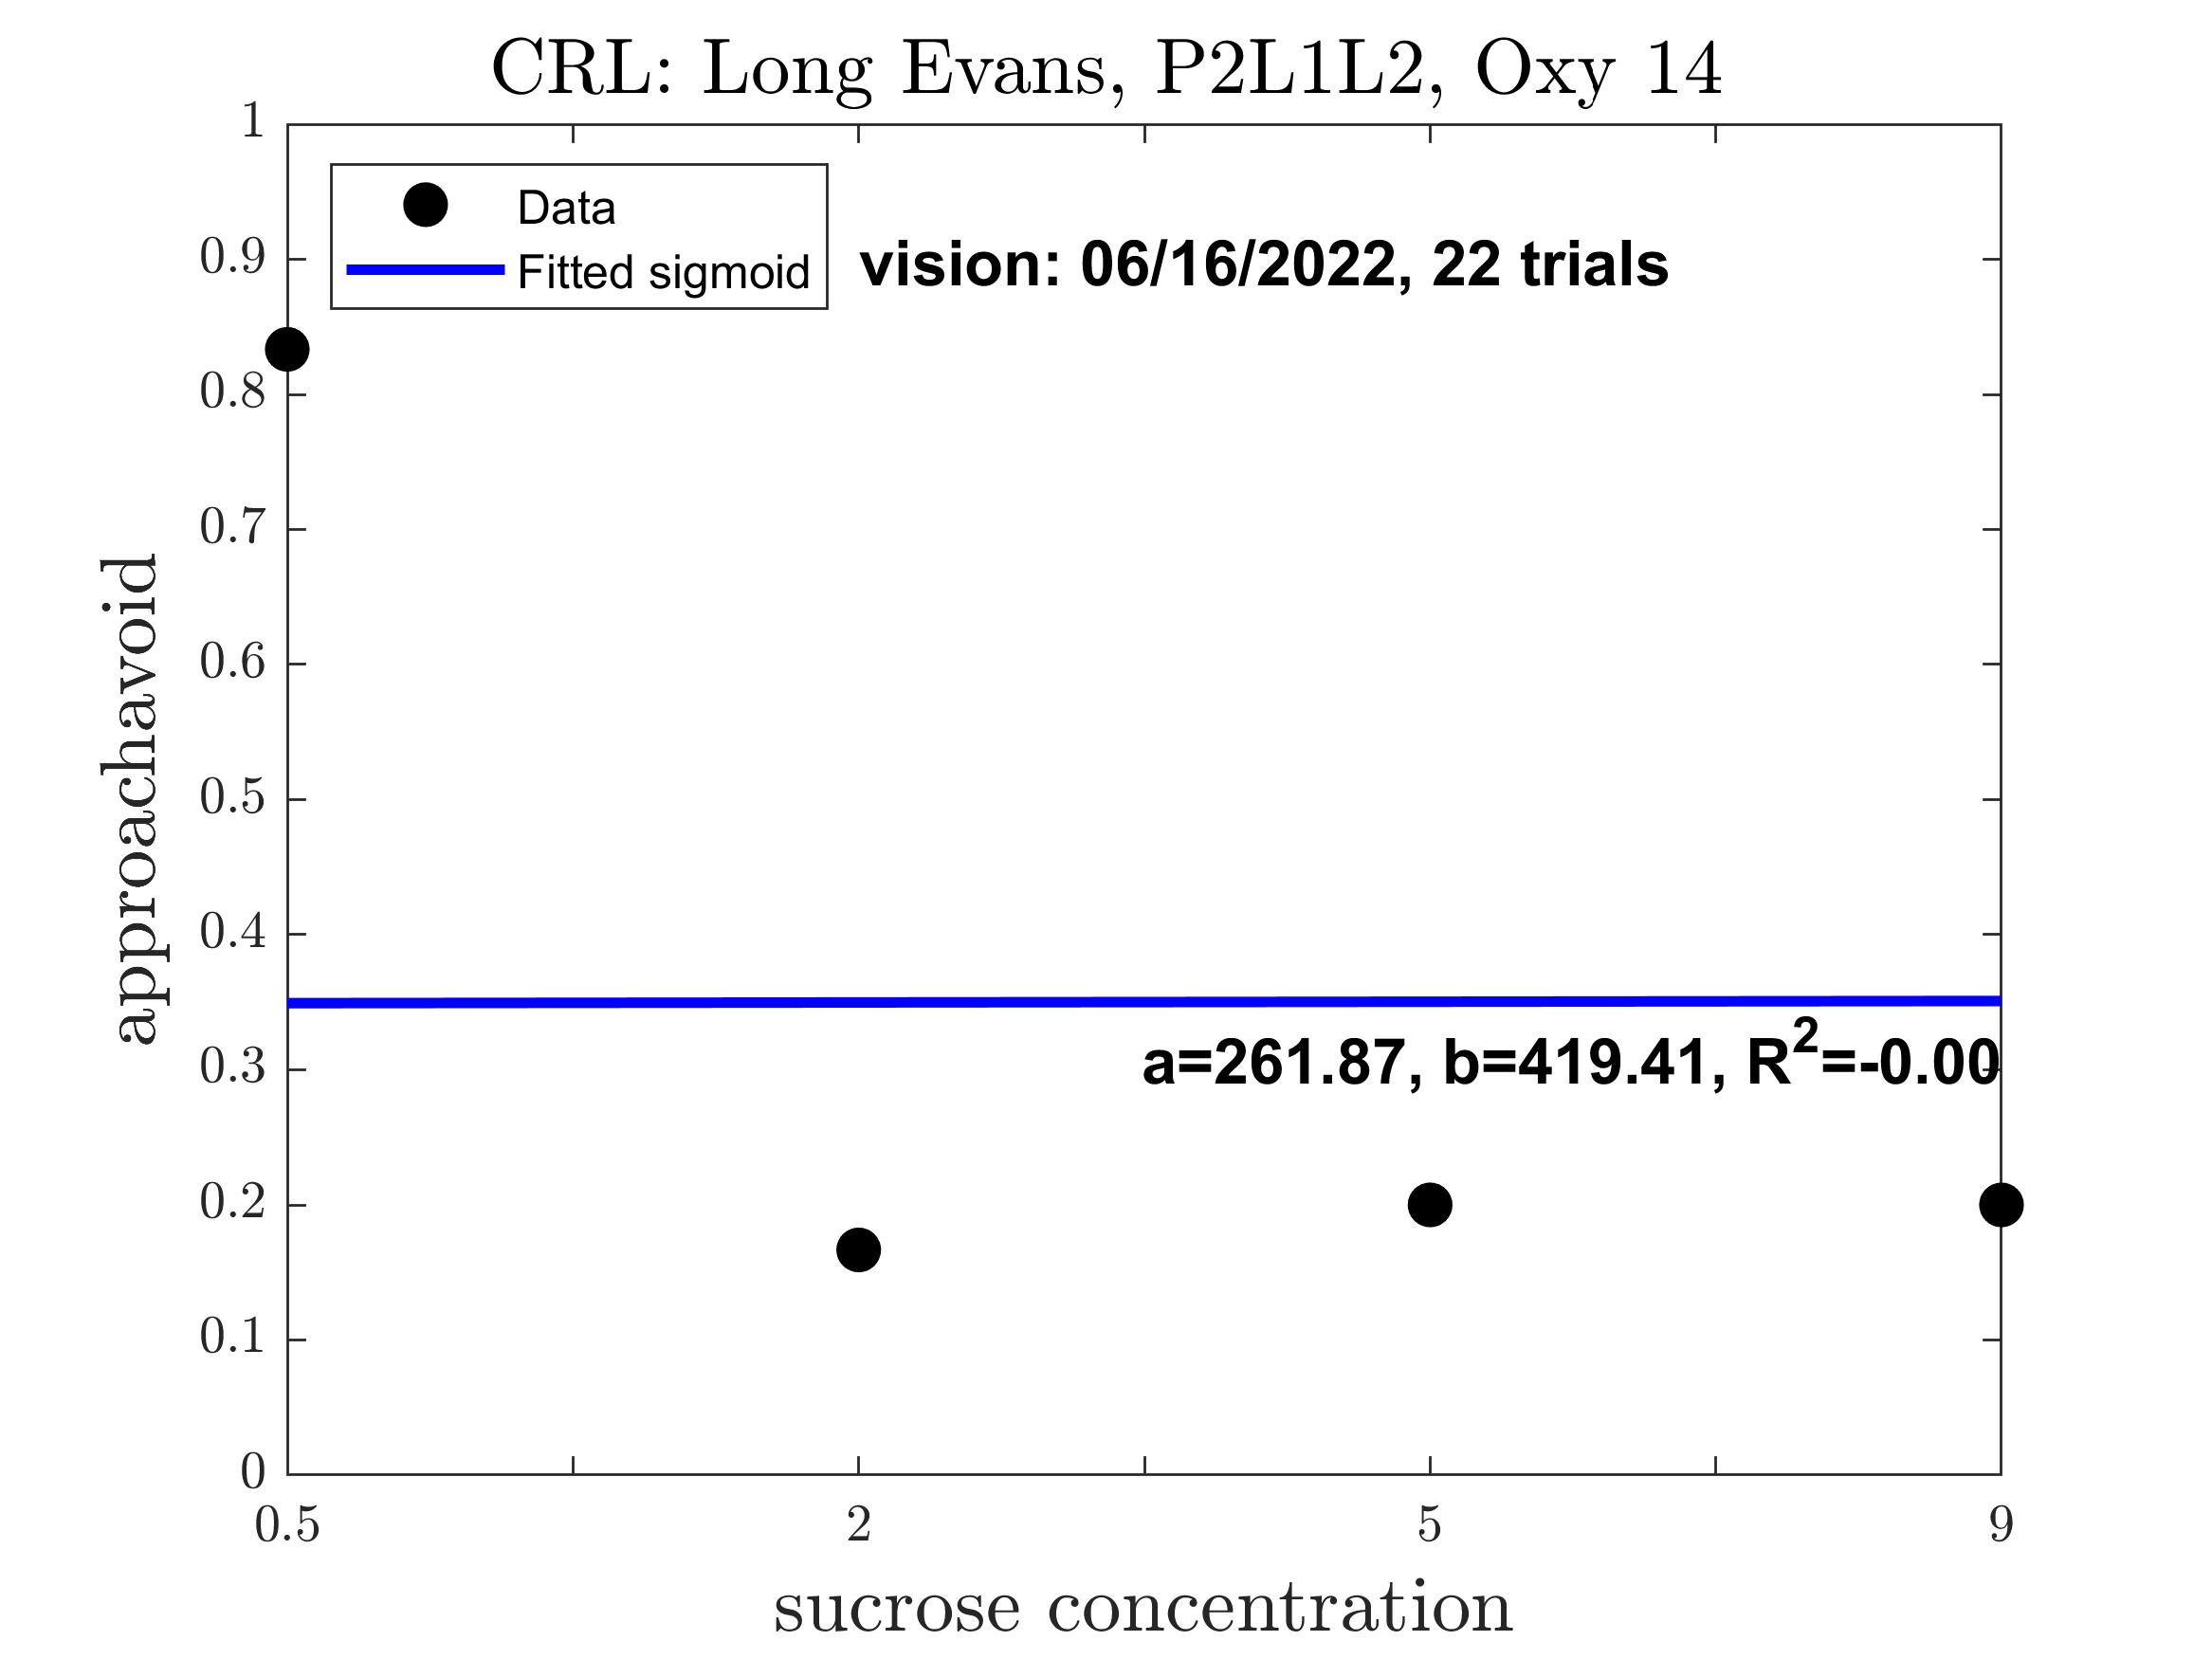 CRL: Long Evans, P2L1L2, Oxy 14
1
Data
Fitted sigmoid
vision: 06/16/2022, 22 trials
0.9
0.8
0.7
0.6
0.5
0.4
0.3
0.2
0.1
0
approachavoid
a=261.87, b=419.41, R²=-0.00
0.5 2 5 9
sucrose concentration